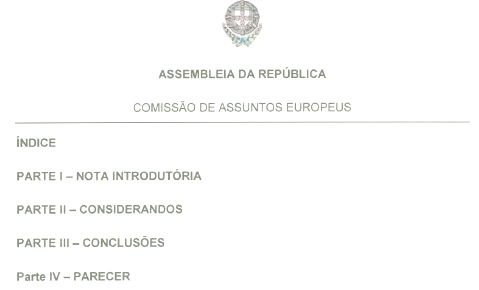 ASSEMBLEIA DA REPÚBLICA
COMISSÃO DE ASSUNTOS EUROPEUS
ÍNDICE
PARTE I – NOTA INTRODUTÓRIA
PARTE II – CONSIDERANDOS
PARTE III – CONCLUSÕES
Parte IV – PARECER